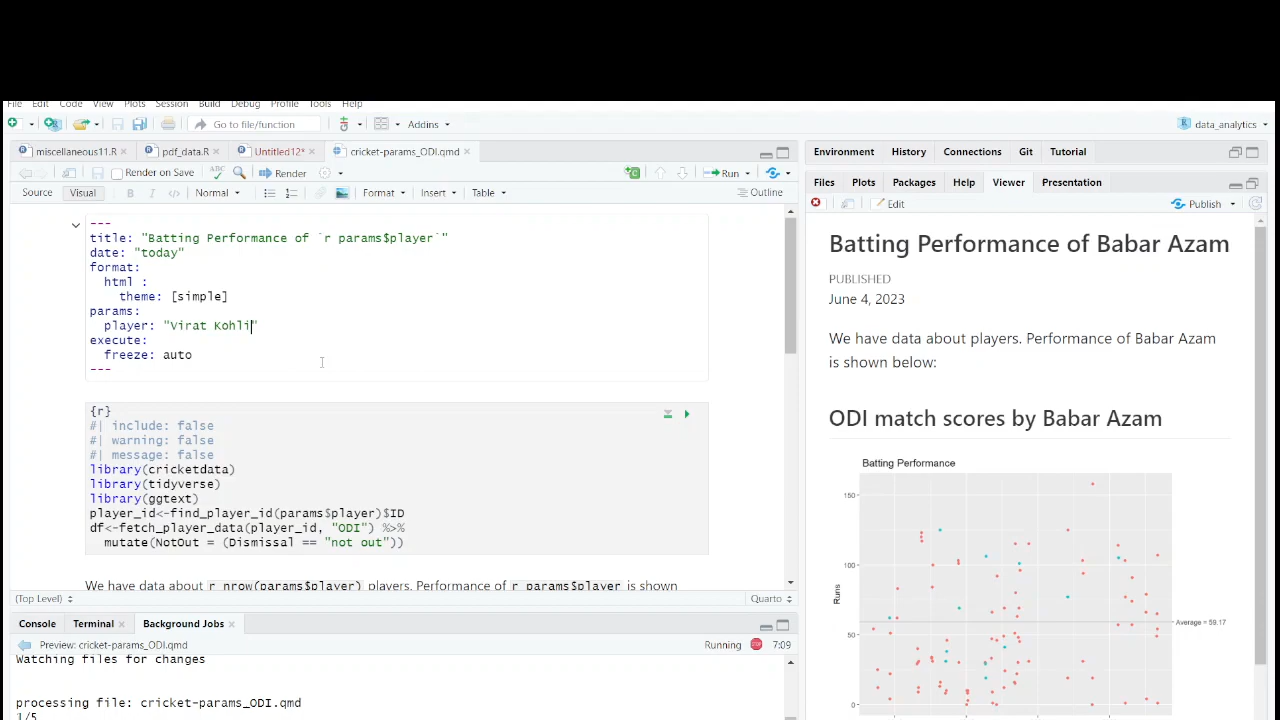 File Edit Code View Plots Session Build Debug Profile Tools Help
Go to file/function Addins data_analytics
miscellaneous11.R pdf_data.R Untitled12* cricket-params_ODI.qmd
Render on Save ABC Render Run
Source Visual B I </> Normal Format Insert Table Outline
---
title: "Batting Performance of `r params$player`"
date: "today"
format:
html :
theme: [simple]
params:
player: "Virat Kohli"
execute:
freeze: auto
---
{r}
#| include: false
#| warning: false
#| message: false
library(cricketdata)
library(tidyverse)
library(ggtext)
player_id<-find_player_id(params$player)$ID
df<-fetch_player_data(player_id, "ODI") %>%
mutate(NotOut = (Dismissal == "not out"))
We have data about r nrow(params$player) players. Performance of r params$player is shown
(Top Level) Quarto
Console Terminal Background Jobs
Preview: cricket-params_ODI.qmd Running STOP 7:09
Watching files for changes
processing file: cricket-params_ODI.qmd
1/5
Environment History Connections Git Tutorial
Files Plots Packages Help Viewer Presentation
Edit Publish
Batting Performance of Babar Azam
PUBLISHED
June 4, 2023
We have data about players. Performance of Babar Azam
is shown below:
ODI match scores by Babar Azam
Batting Performance
150
100
50
0
Runs
Average = 59.17